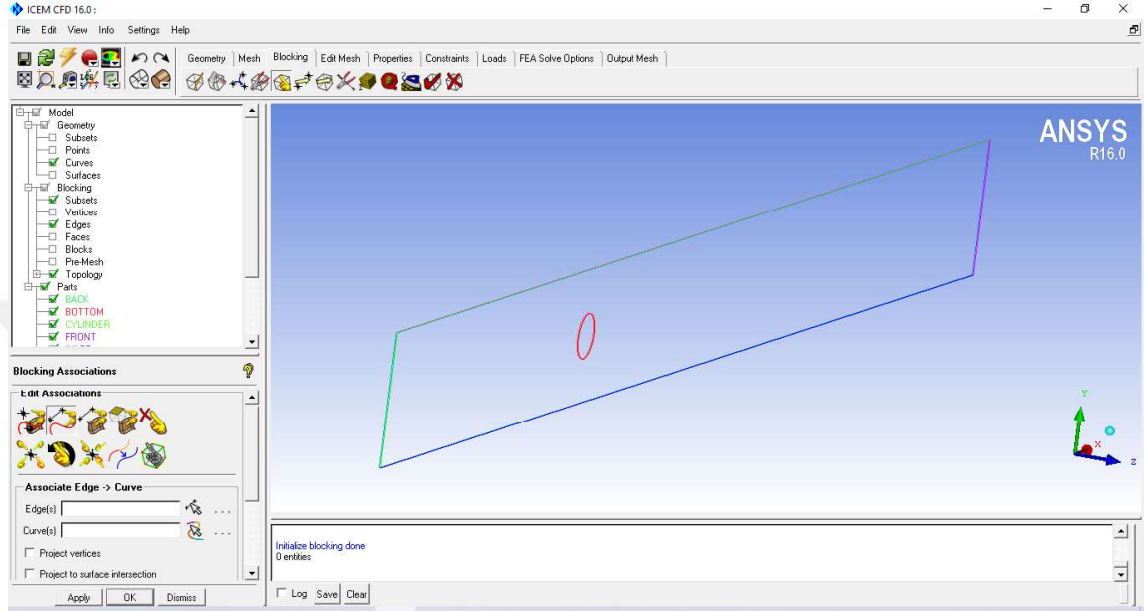 ICEM CFD 16.0 :
File Edit View Info Settings Help
Geometry Mesh Blocking Edit Mesh Properties Constraints Loads FEA Solve Options Output Mesh
Model
Geometry
Subsets
Points
Curves
Surfaces
Blocking
Subsets
Vertices
Edges
Faces
Blocks
Pre-Mesh
Topology
Parts
BACK
BOTTOM
CYLINDER
FRONT
Blocking Associations
Edit Associations
Associate Edge -> Curve
Edge(s) ...
Curve(s) ...
Project vertices
Project to surface intersection
Apply OK Dismiss
ANSYS
R16.0
Y
X
Z
Initialize blocking done
0 entities
Log Save Clear